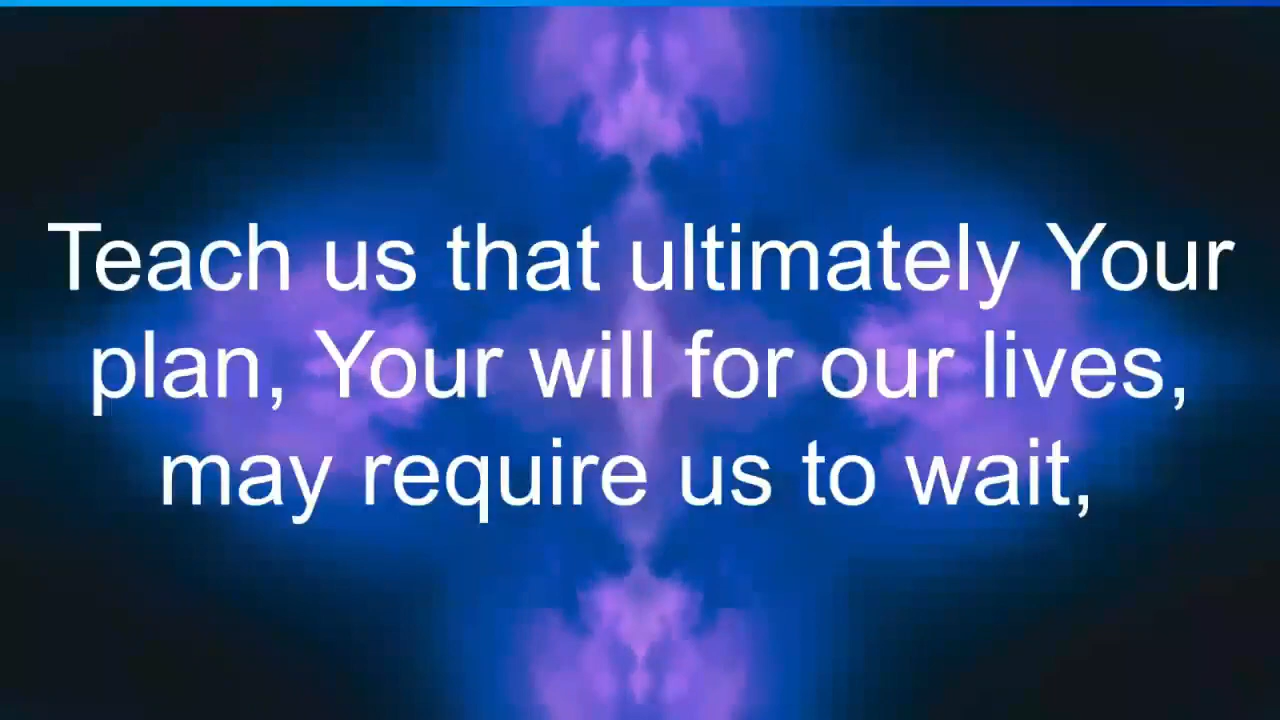 Teach us that ultimately Your
plan, Your will for our lives,
may require us to wait,